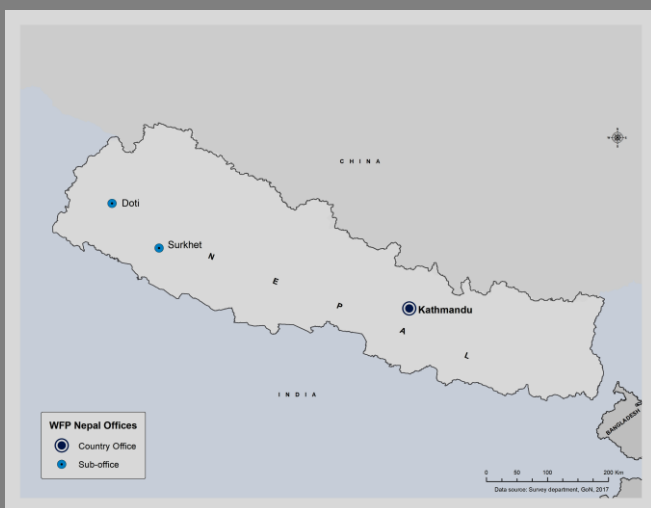 CHINA
Doti
Surkhet
NEPAL
Kathmandu
INDIA
BANGLADESH
WFP Nepal Offices
Country Office
Sub-office
0 50 100 200 Km
Data source: Survey department, GoN, 2017